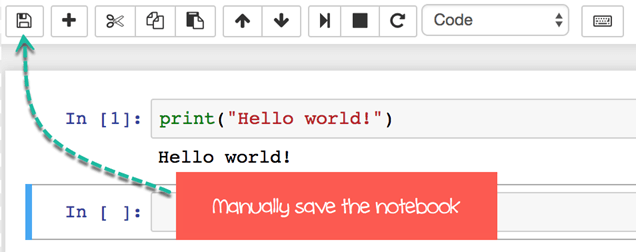 Code
In [1]: print("Hello world!")
Hello world!
In [ ]:
Manually save the notebook